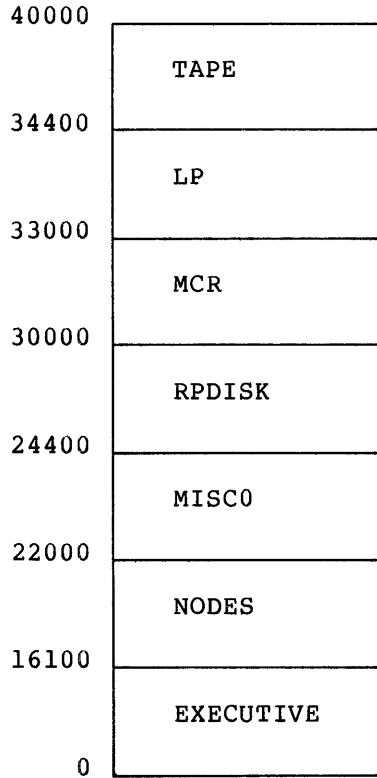 40000
TAPE
34400
LP
33000
MCR
30000
RPDISK
24400
MISC0
22000
NODES
16100
EXECUTIVE
0